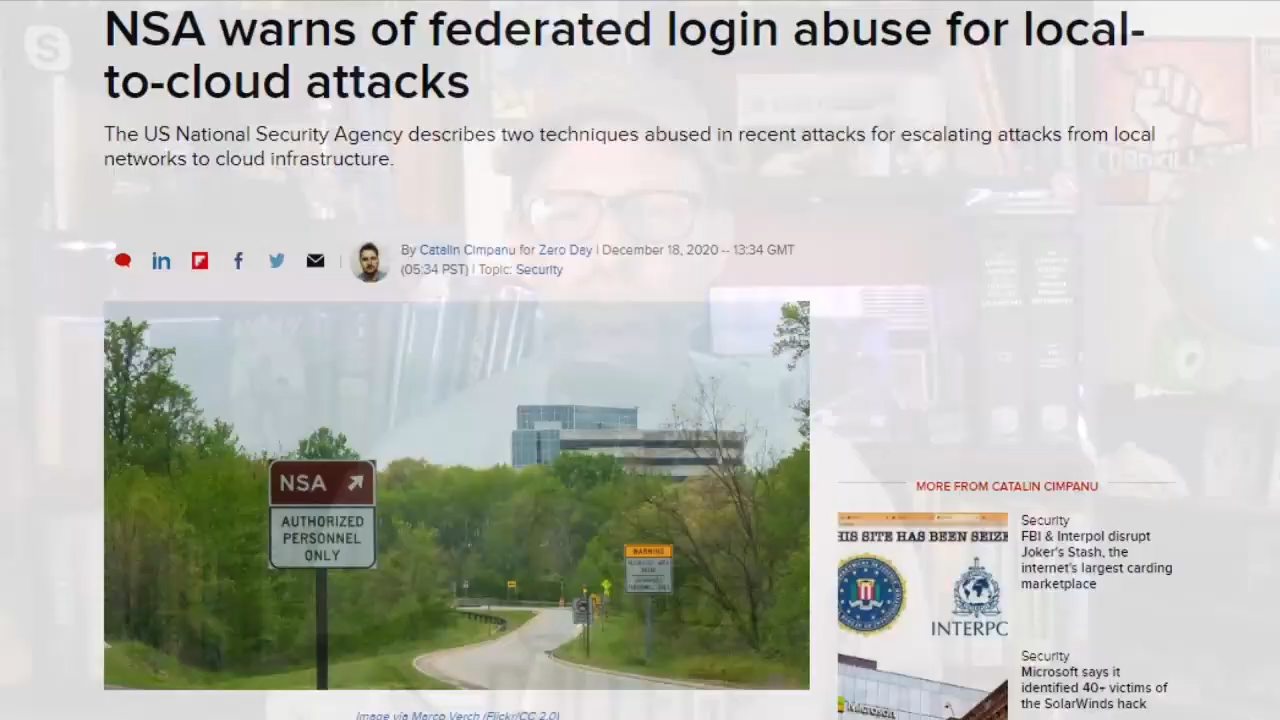 NSA warns of federated login abuse for local-
to-cloud attacks
The US National Security Agency describes two techniques abused in recent attacks for escalating attacks from local
networks to cloud infrastructure.
By Catalin Cimpanu for Zero Day | December 18, 2020 -- 13:34 GMT
(05:34 PST) | Topic: Security
NSA
AUTHORIZED
PERSONNEL
ONLY
WARNING
Image via Marco Verch (Flickr/CC 2.0)
MORE FROM CATALIN CIMPANU
HIS SITE HAS BEEN SEIZE
INTERPO
Security
FBI & Interpol disrupt
Joker's Stash, the
internet's largest carding
marketplace
Security
Microsoft says it
identified 40+ victims of
the SolarWinds hack
Microsoft